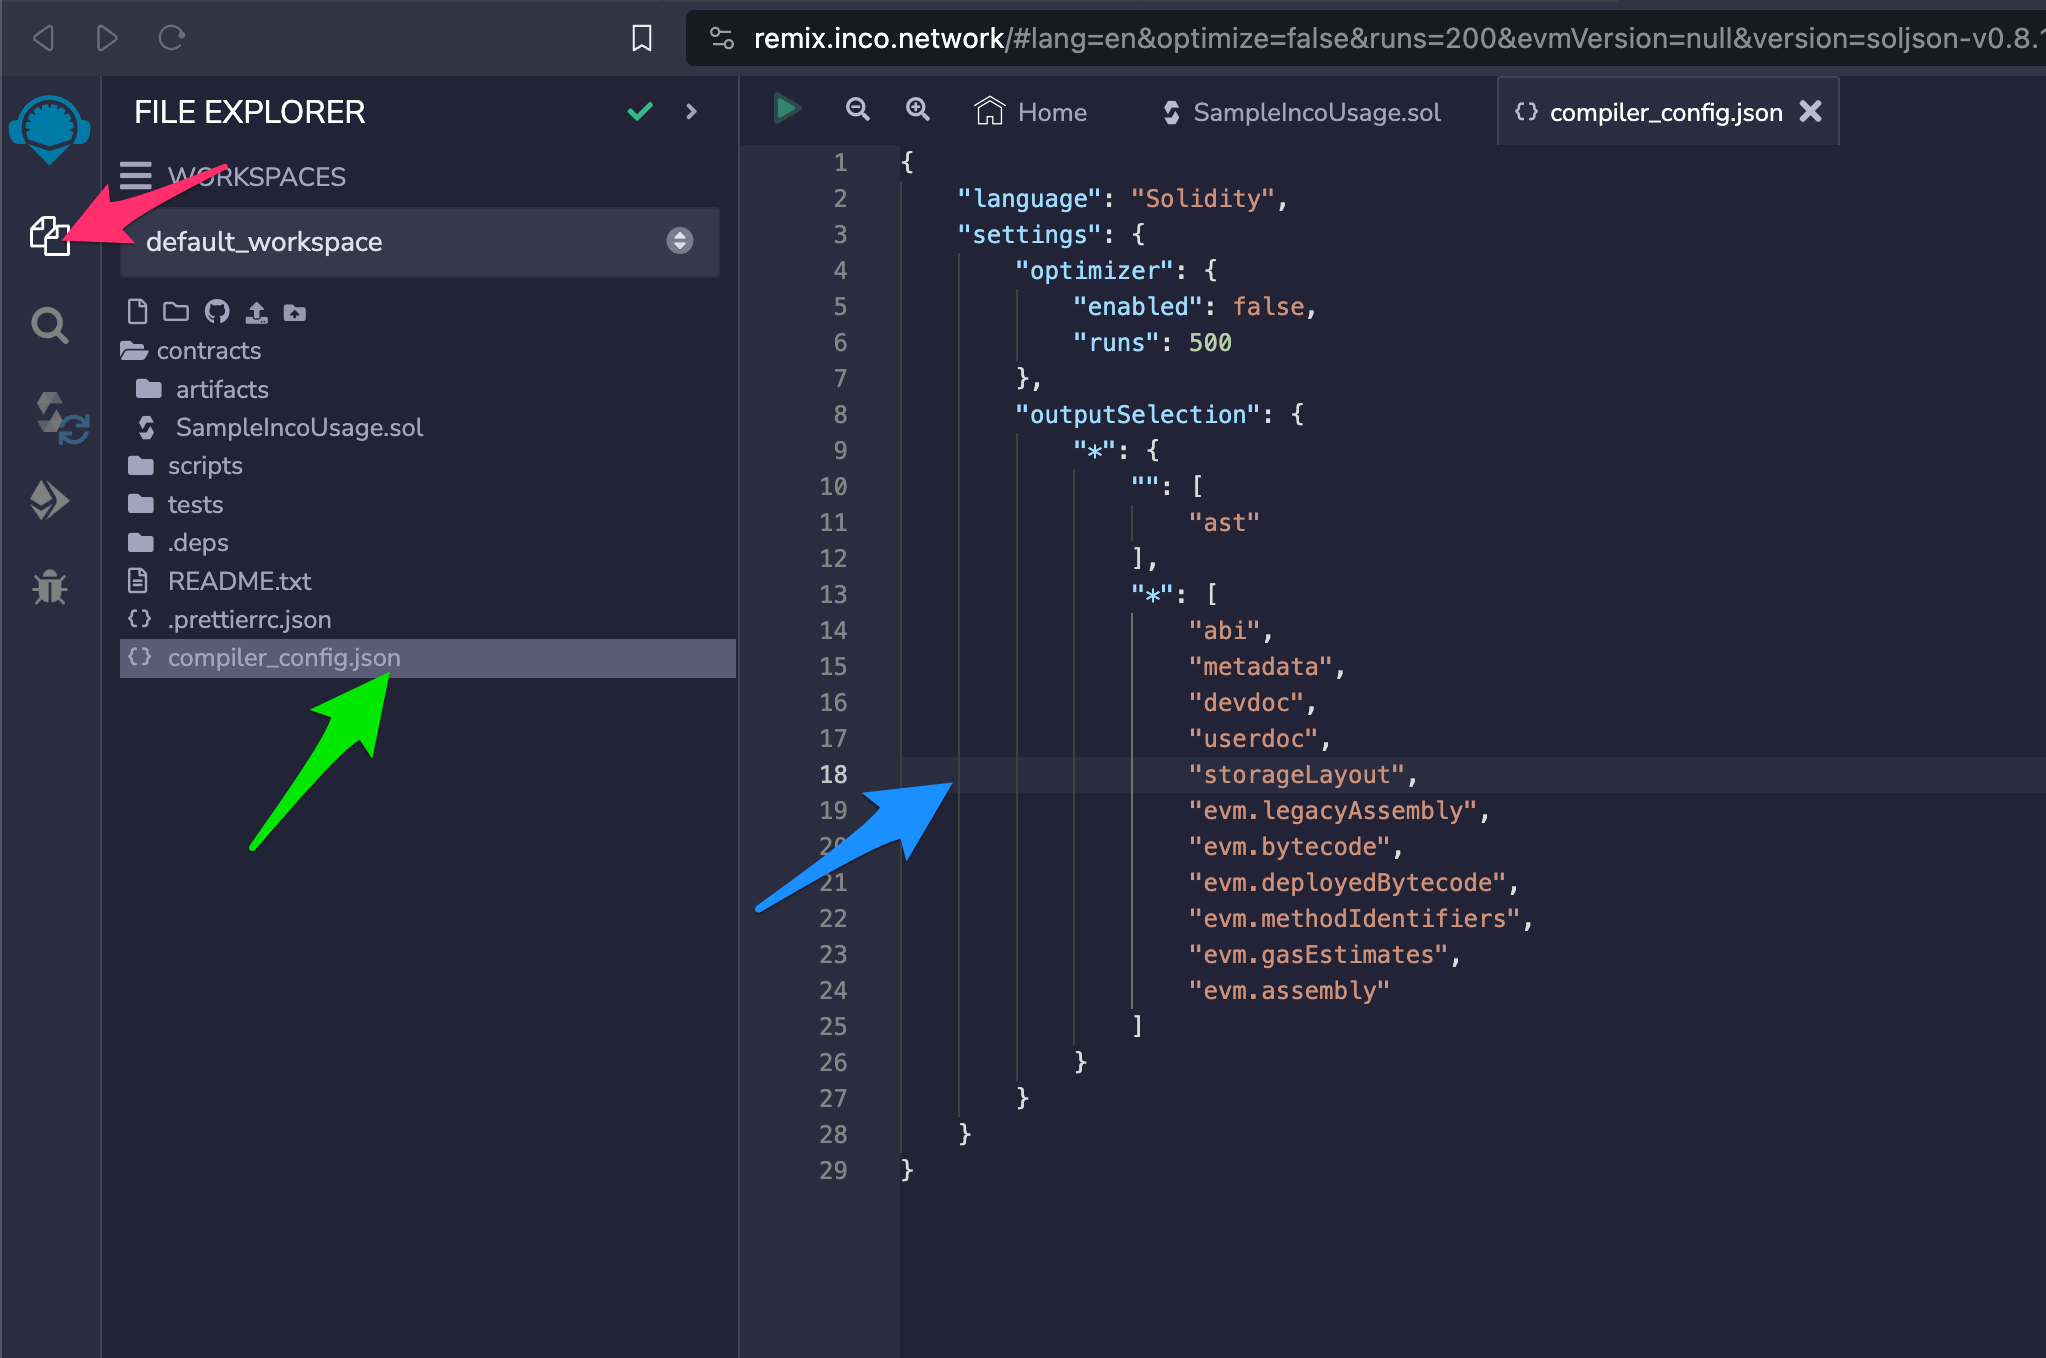 remix.inco.network/#lang=en&optimize=false&runs=200&evmVersion=null&version=soljson-v0.8.
FILE EXPLORER
WORKSPACES
default_workspace
contracts
artifacts
SampleIncoUsage.sol
scripts
tests
.deps
README.txt
.prettierrc.json
compiler_config.json
Home
SampleIncoUsage.sol
compiler_config.json
1 {
2 "language": "Solidity",
3 "settings": {
4 "optimizer": {
5 "enabled": false,
6 "runs": 500
7 },
8 "outputSelection": {
9 "*": {
10 "": [
11 "ast"
12 ],
13 "*": [
14 "abi",
15 "metadata",
16 "devdoc",
17 "userdoc",
18 "storageLayout",
19 "evm.legacyAssembly",
20 "evm.bytecode",
21 "evm.deployedBytecode",
22 "evm.methodIdentifiers",
23 "evm.gasEstimates",
24 "evm.assembly"
25 ]
26 }
27 }
28 }
29 }